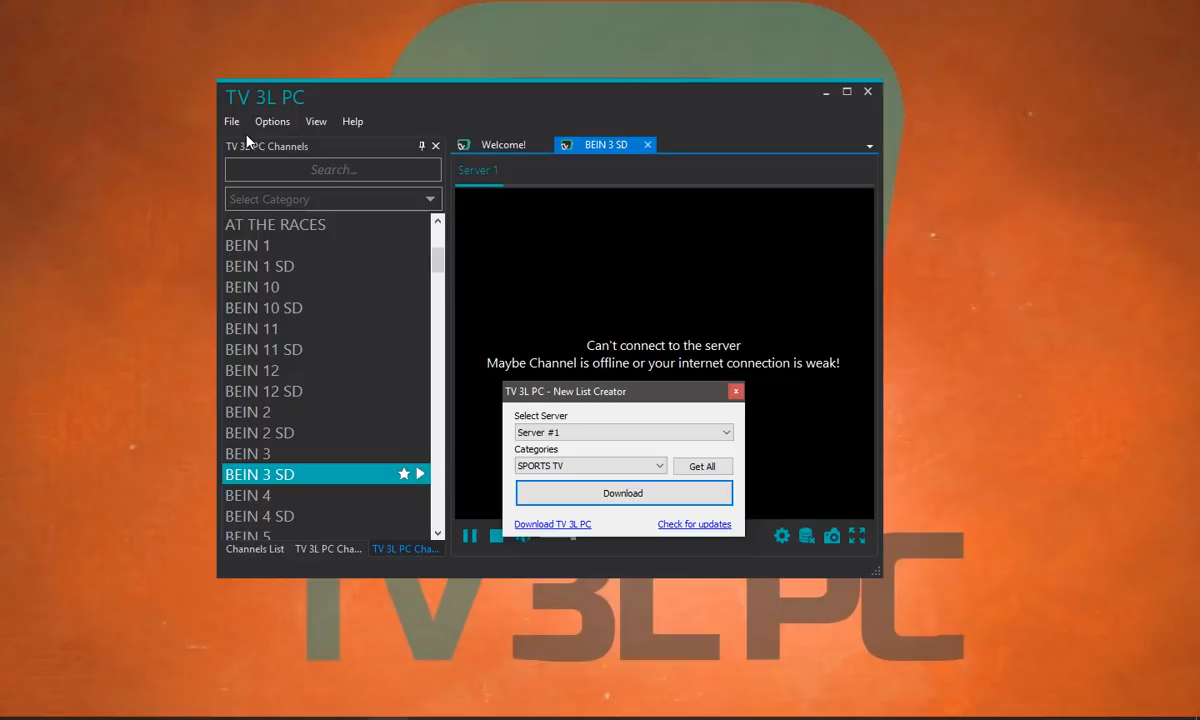 TV 3L PC
File Options View Help
TV 3L PC Channels
Search...
Select Category
AT THE RACES
BEIN 1
BEIN 1 SD
BEIN 10
BEIN 10 SD
BEIN 11
BEIN 11 SD
BEIN 12
BEIN 12 SD
BEIN 2
BEIN 2 SD
BEIN 3
BEIN 3 SD
BEIN 4
BEIN 4 SD
BEIN 5
Channels List TV 3L PC Cha... TV 3L PC Cha...
Welcome! BEIN 3 SD
Server 1
Can't connect to the server
Maybe Channel is offline or your internet connection is weak!
TV 3L PC - New List Creator
Select Server
Server #1
Categories
SPORTS TV Get All
Download
Download TV 3L PC Check for updates
TV 3L PC